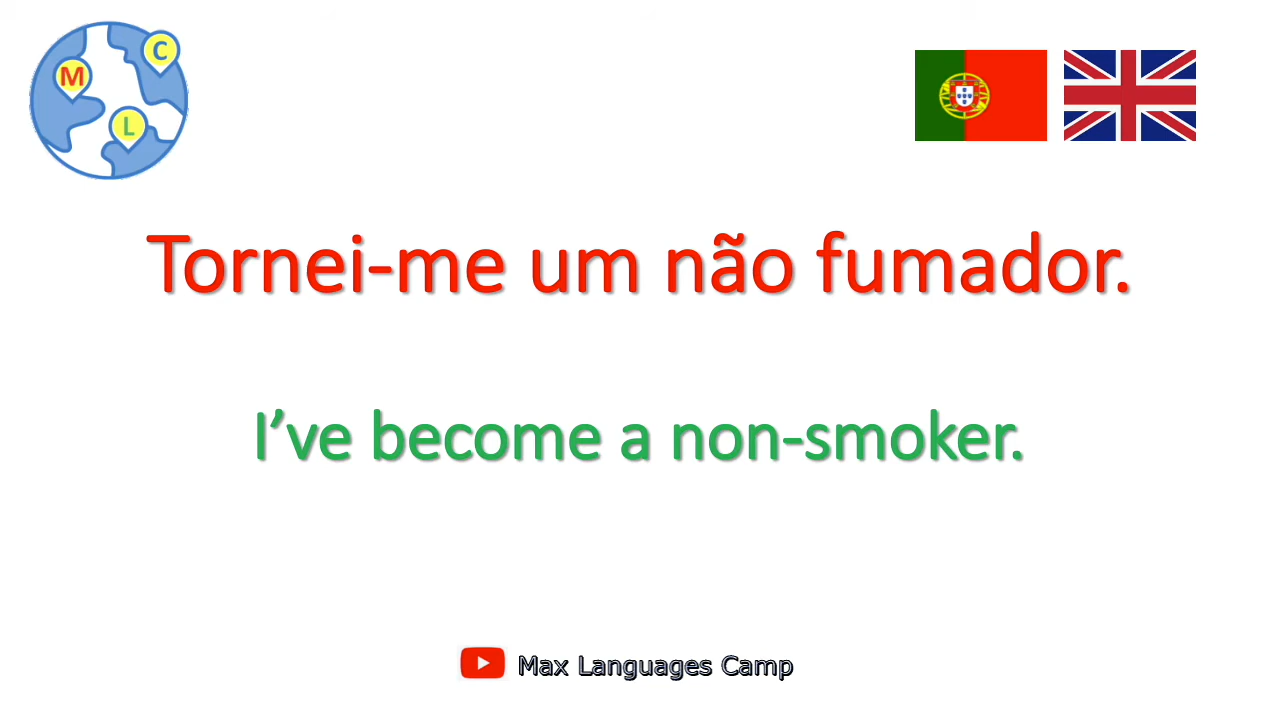 M
C
L
Tornei-me um não fumador.
I’ve become a non-smoker.
Max Languages Camp